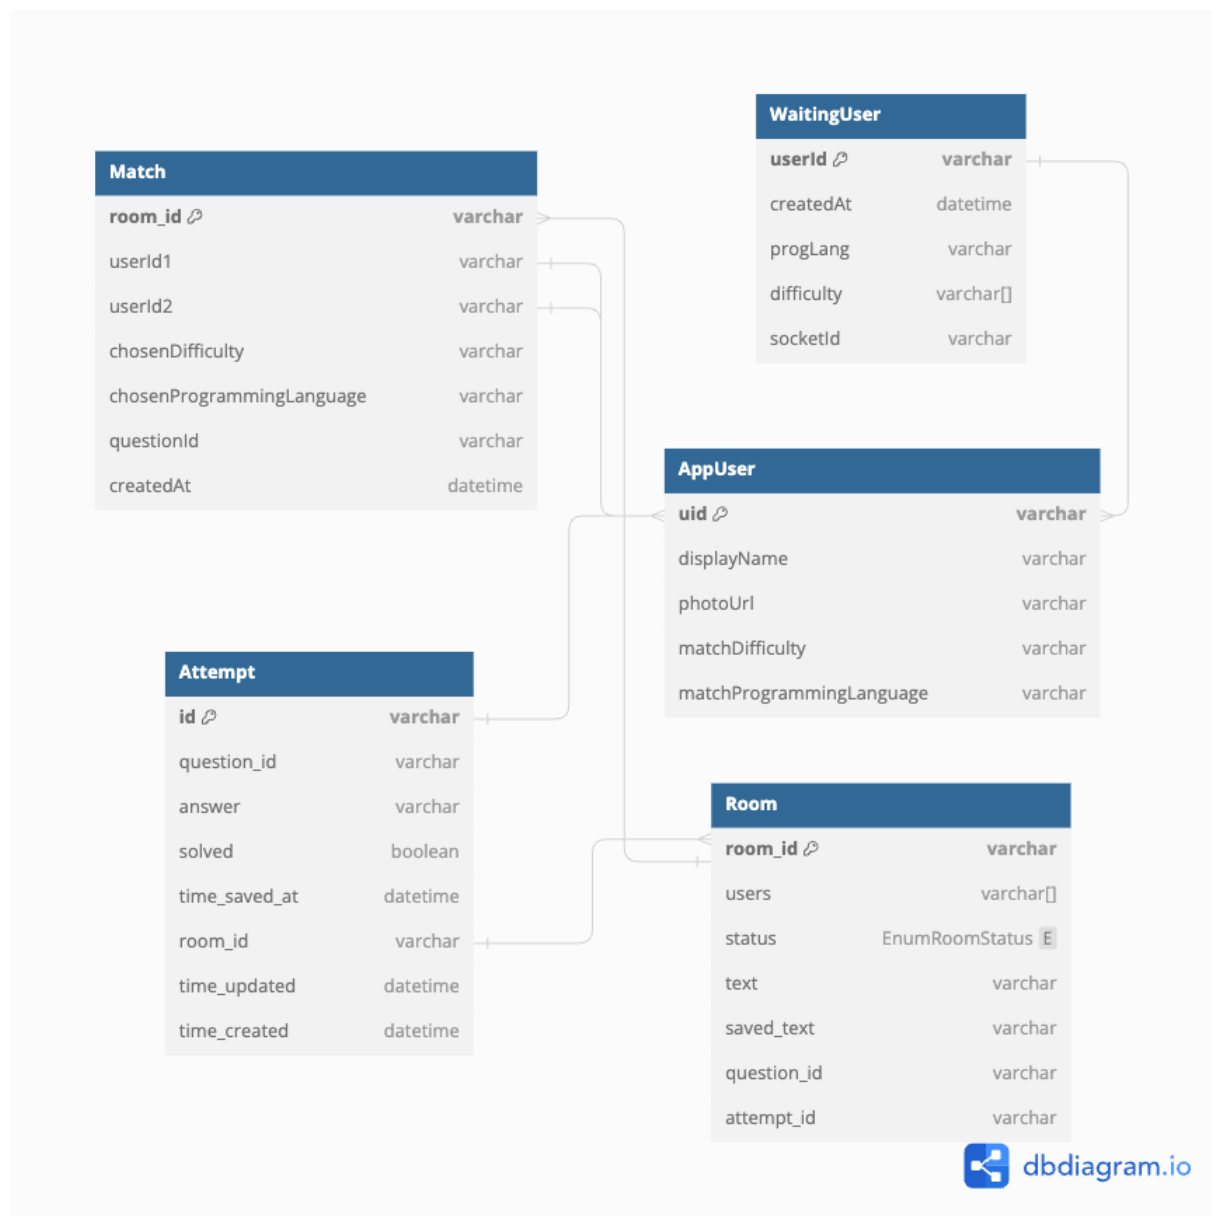 Match
room_id varchar
userId1 varchar
userId2 varchar
chosenDifficulty varchar
chosenProgrammingLanguage varchar
questionId varchar
createdAt datetime
WaitingUser
userId varchar
createdAt datetime
progLang varchar
difficulty varchar[]
socketId varchar
AppUser
uid varchar
displayName varchar
photoUrl varchar
matchDifficulty varchar
matchProgrammingLanguage varchar
Attempt
id varchar
question_id varchar
answer varchar
solved boolean
time_saved_at datetime
room_id varchar
time_updated datetime
time_created datetime
Room
room_id varchar
users varchar[]
status EnumRoomStatus E
text varchar
saved_text varchar
question_id varchar
attempt_id varchar
dbdiagram.io